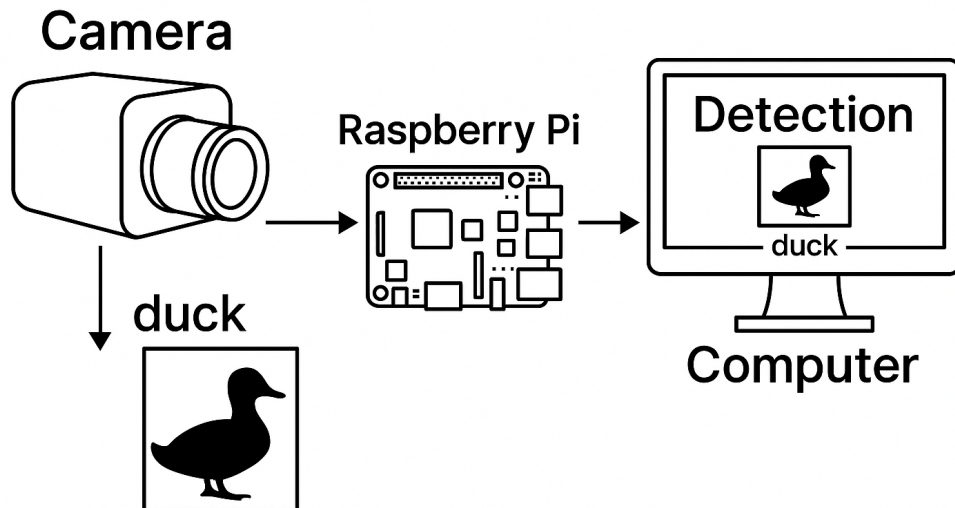 Camera
Raspberry Pi
Detection
duck
Computer
duck